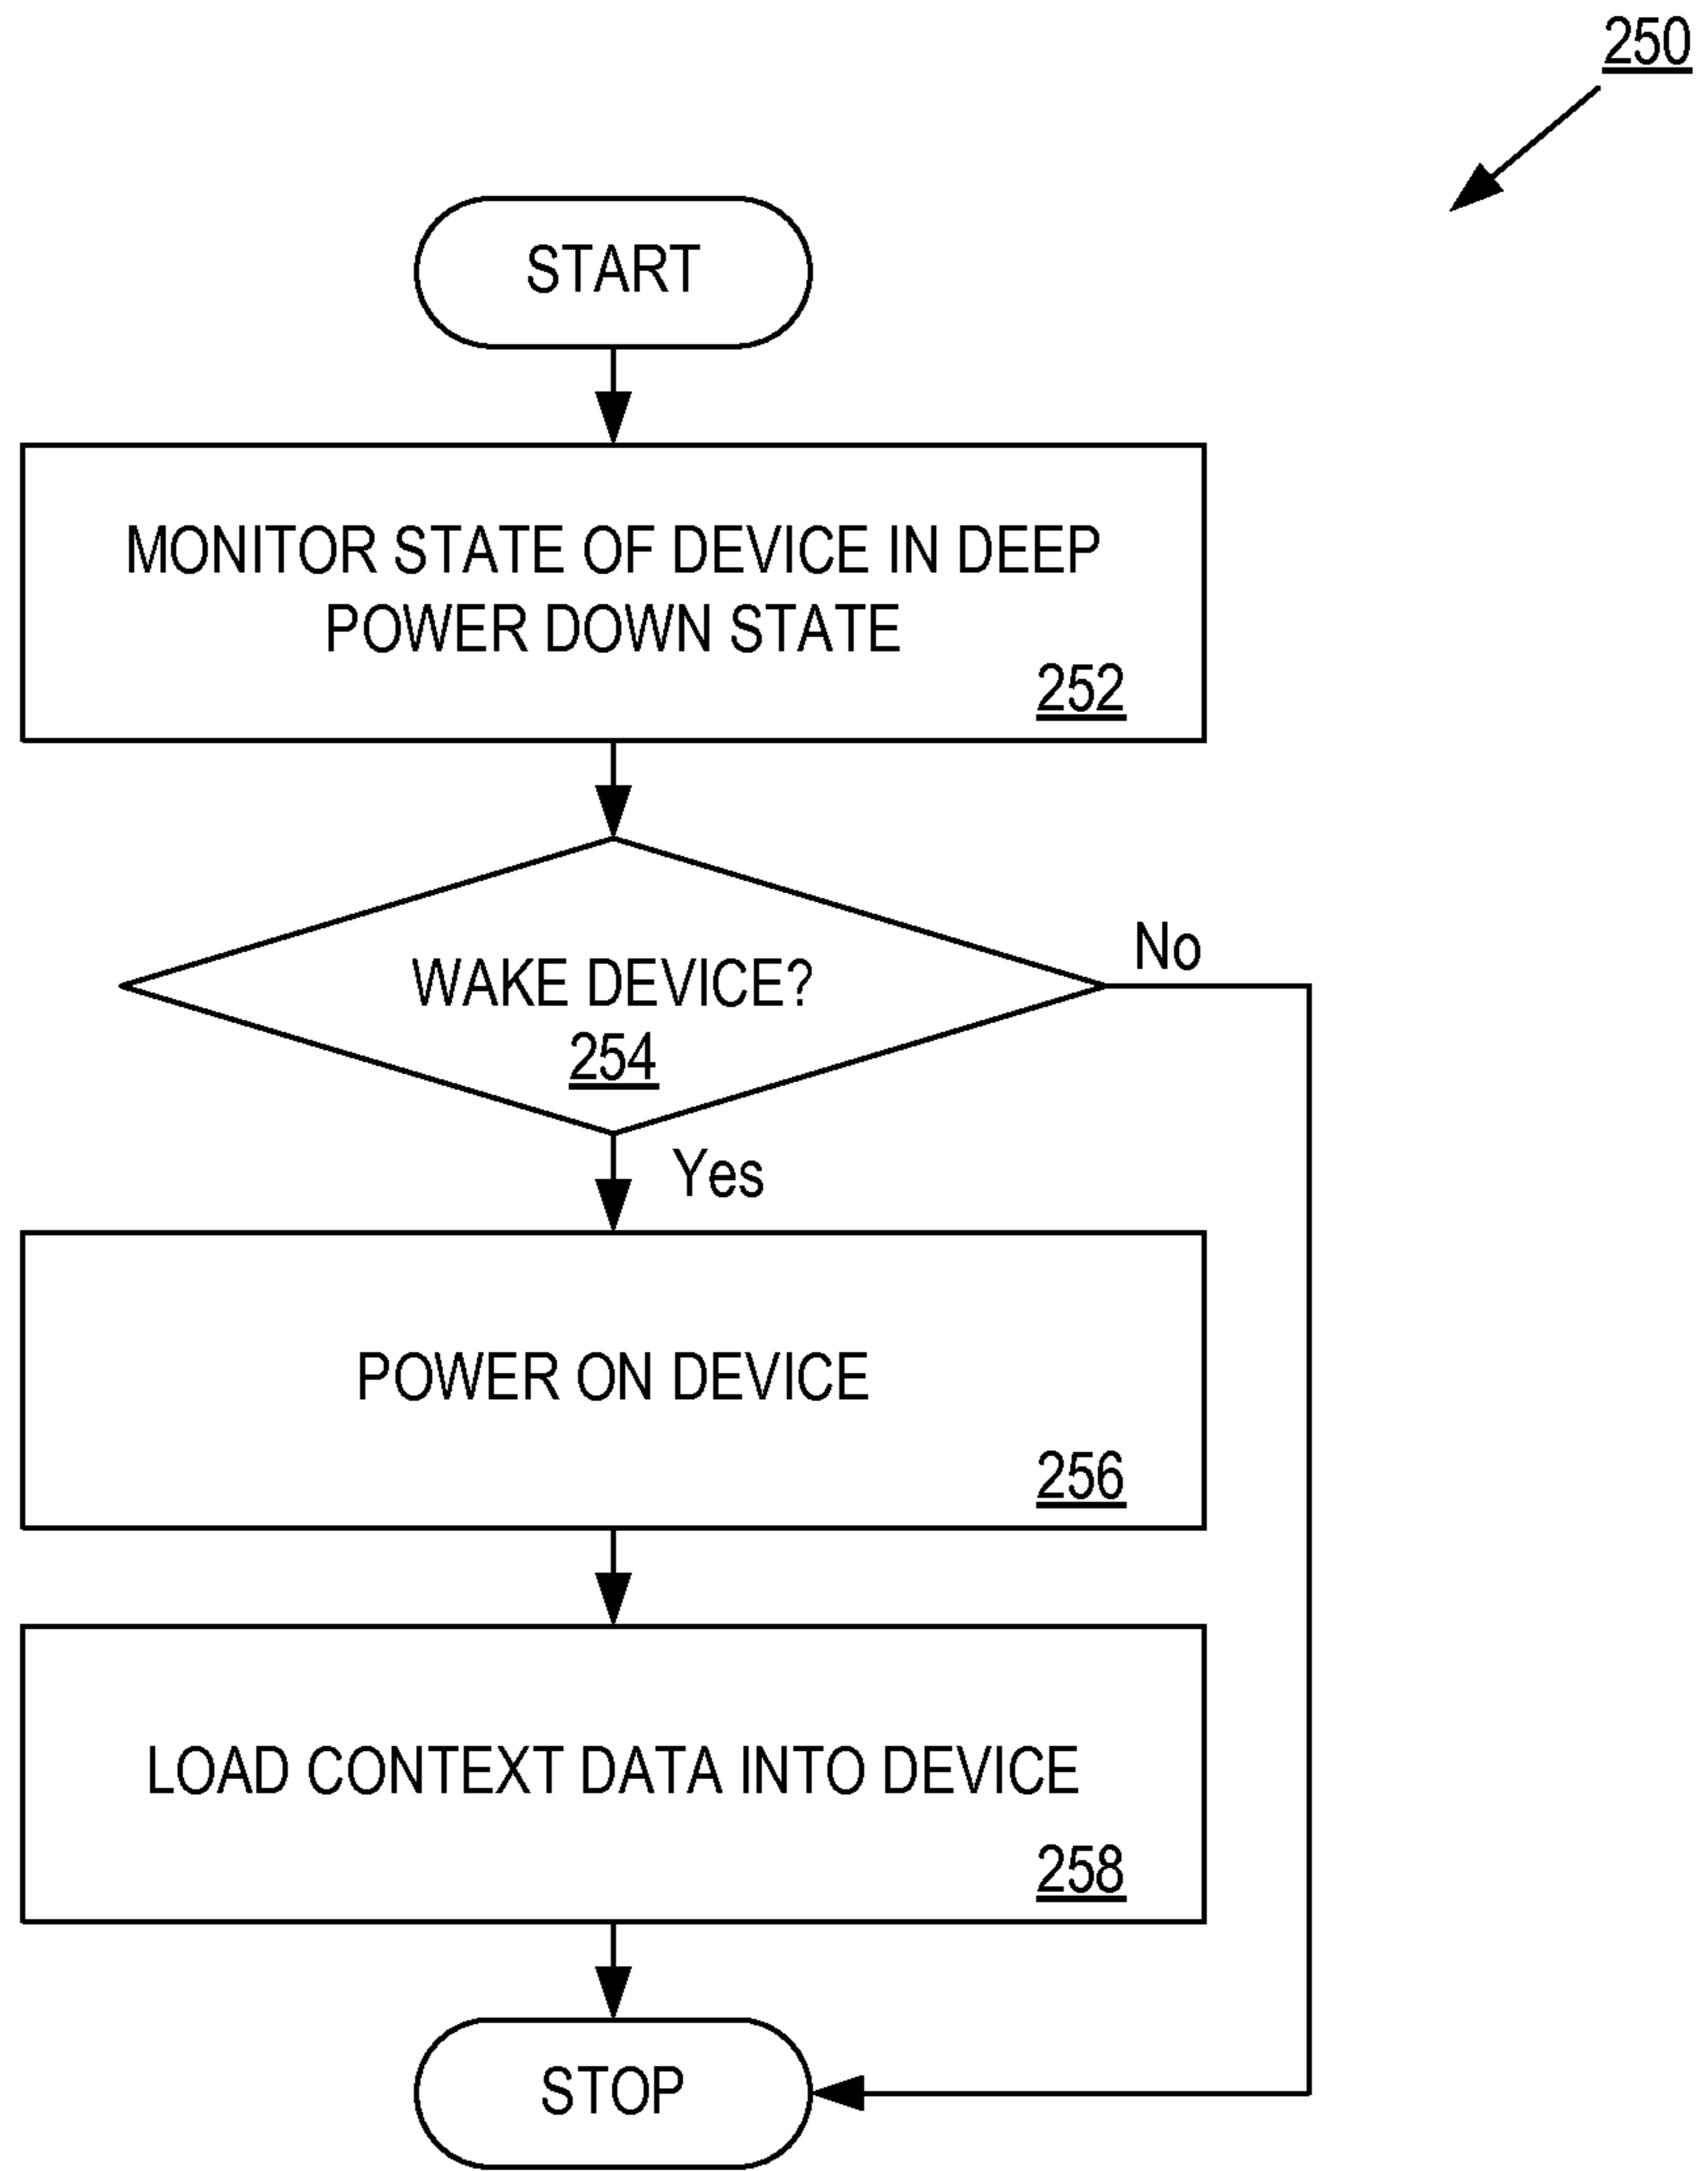 250
START
MONITOR STATE OF DEVICE IN DEEP
POWER DOWN STATE
252
WAKE DEVICE?
254
No
Yes
POWER ON DEVICE
256
LOAD CONTEXT DATA INTO DEVICE
258
STOP